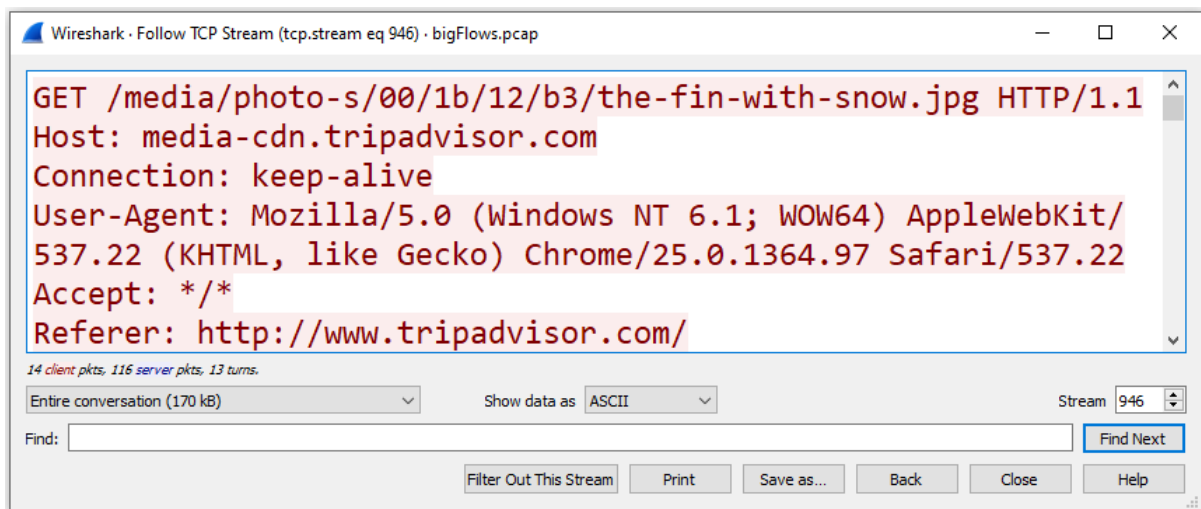 Wireshark · Follow TCP Stream (tcp.stream eq 946) · bigFlows.pcap
GET /media/photo-s/00/1b/12/b3/the-fin-with-snow.jpg HTTP/1.1
Host: media-cdn.tripadvisor.com
Connection: keep-alive
User-Agent: Mozilla/5.0 (Windows NT 6.1; WOW64) AppleWebKit/
537.22 (KHTML, like Gecko) Chrome/25.0.1364.97 Safari/537.22
Accept: */*
Referer: http://www.tripadvisor.com/
14 client pkts, 116 server pkts, 13 turns.
Entire conversation (170 kB) Show data as ASCII Stream 946
Find: Find Next
Filter Out This Stream Print Save as... Back Close Help